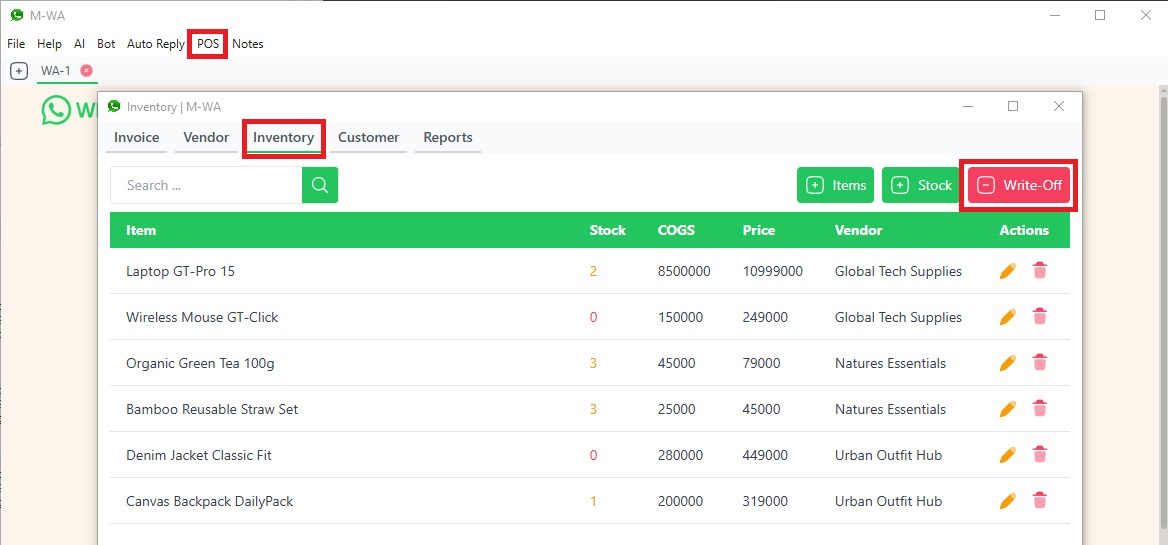 M-WA
File Help AI Bot Auto Reply POS Notes
WA-1
Inventory | M-WA
Invoice Vendor Inventory Customer Reports
Search ... Items Stock Write-Off
Item Stock COGS Price Vendor Actions
Laptop GT-Pro 15 2 8500000 10999000 Global Tech Supplies
Wireless Mouse GT-Click 0 150000 249000 Global Tech Supplies
Organic Green Tea 100g 3 45000 79000 Natures Essentials
Bamboo Reusable Straw Set 3 25000 45000 Natures Essentials
Denim Jacket Classic Fit 0 280000 449000 Urban Outfit Hub
Canvas Backpack DailyPack 1 200000 319000 Urban Outfit Hub